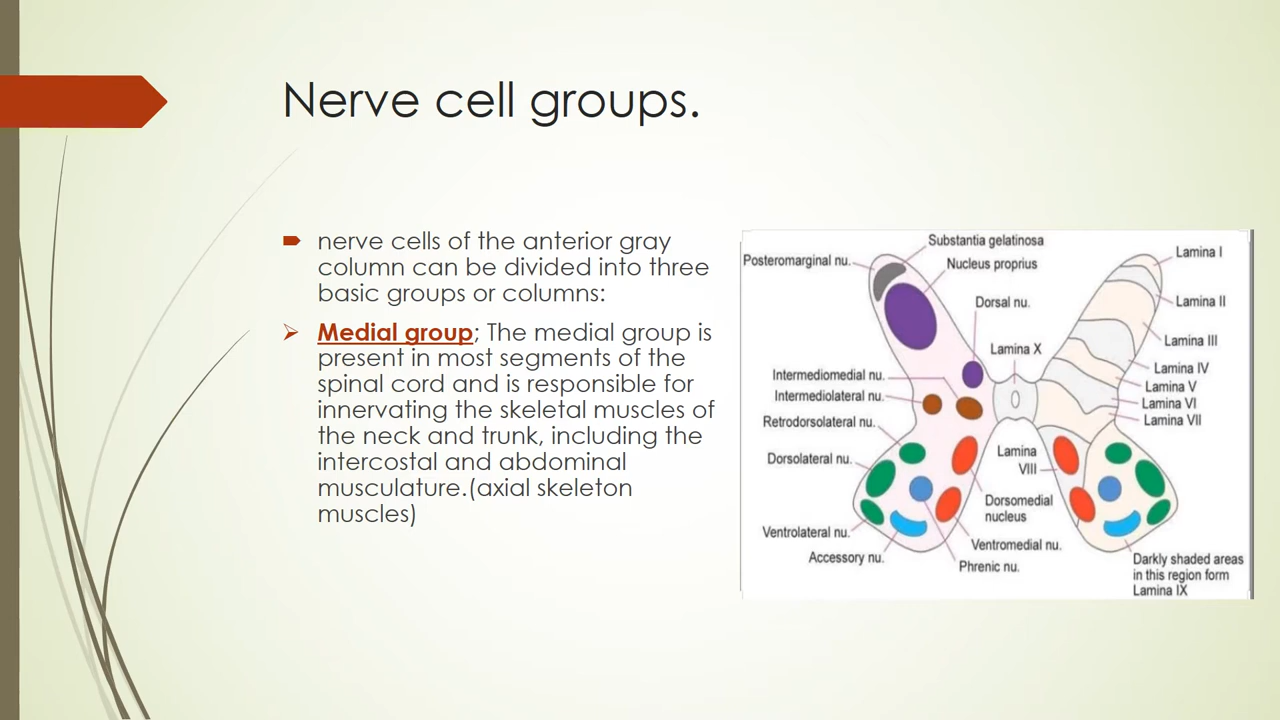 Nerve cell groups.
nerve cells of the anterior gray
column can be divided into three
basic groups or columns:
Medial group; The medial group is
present in most segments of the
spinal cord and is responsible for
innervating the skeletal muscles of
the neck and trunk, including the
intercostal and abdominal
musculature.(axial skeleton
muscles)
Substantia gelatinosa
Posteromarginal nu.
Nucleus proprius
Dorsal nu.
Lamina X
Intermediomedial nu.
Intermediolateral nu.
Retrodorsolateral nu.
Dorsolateral nu.
Ventrolateral nu.
Accessory nu.
Phrenic nu.
Ventromedial nu.
Dorsomedial
nucleus
Lamina
VIII
Lamina I
Lamina II
Lamina III
Lamina IV
Lamina V
Lamina VI
Lamina VII
Darkly shaded areas
in this region form
Lamina IX